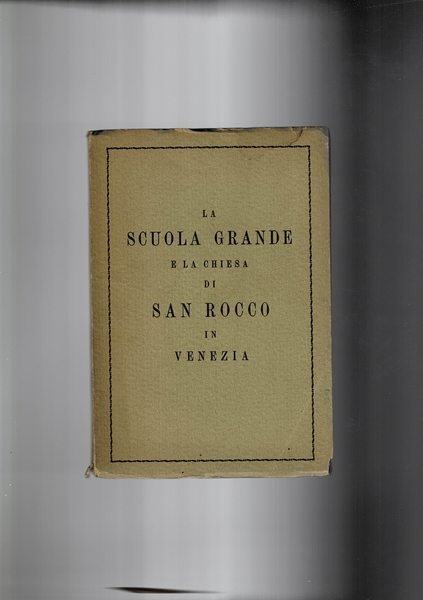 LA
SCUOLA GRANDE
E LA CHIESA
DI
SAN ROCCO
IN
VENEZIA